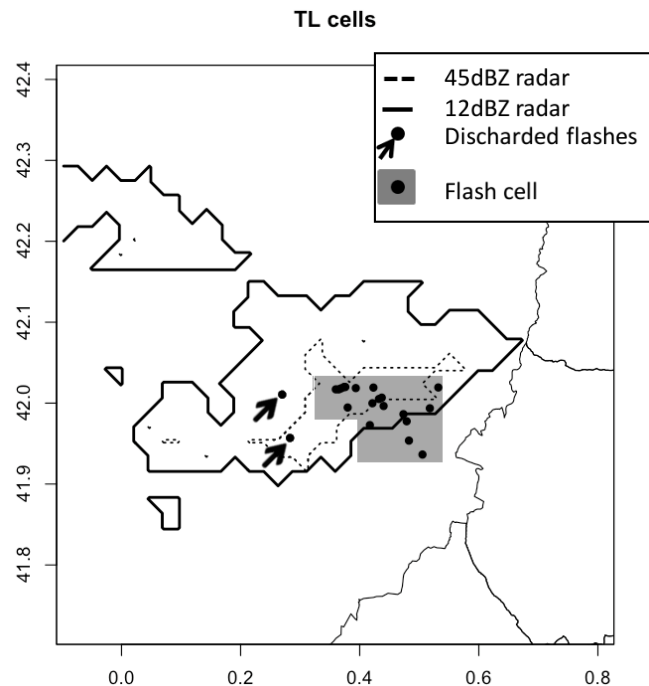 TL cells
45dBZ radar
12dBZ radar
Discharded flashes
Flash cell
42.4
42.3
42.2
42.1
42.0
41.9
41.8
0.0 0.2 0.4 0.6 0.8